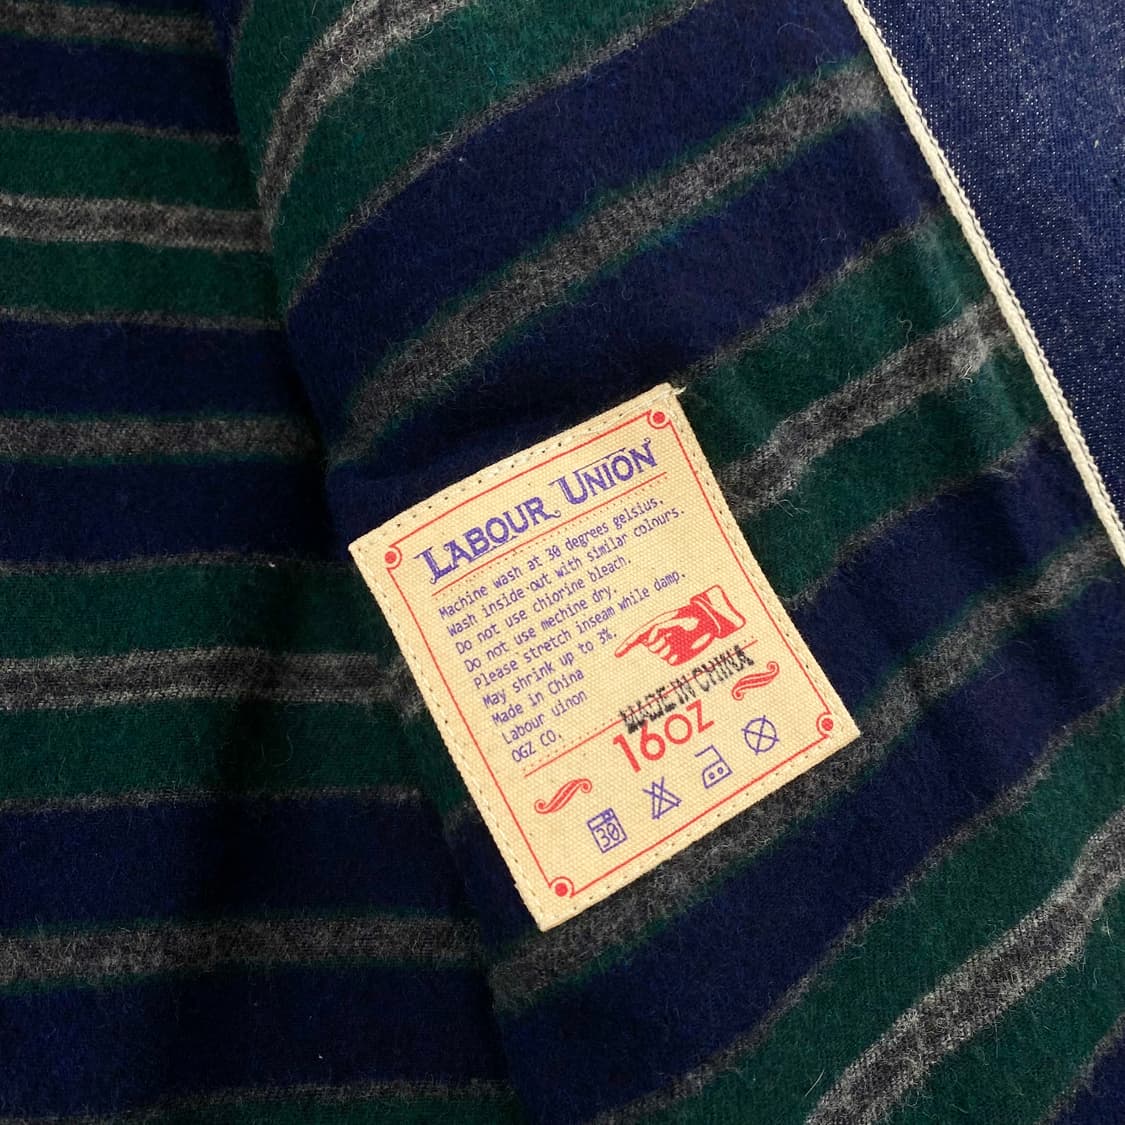 LABOUR UNION
Machine wash at 30 degrees gelsius.
Wash inside-out with similar colours.
Do not use chiorine bleach.
Do not use mechine dry.
Please stretch inseam while damp.
May shrink up to 3%.
Made in China
Labour uinon
OGZ CO.
MADE IN CHINA
16OZ
30